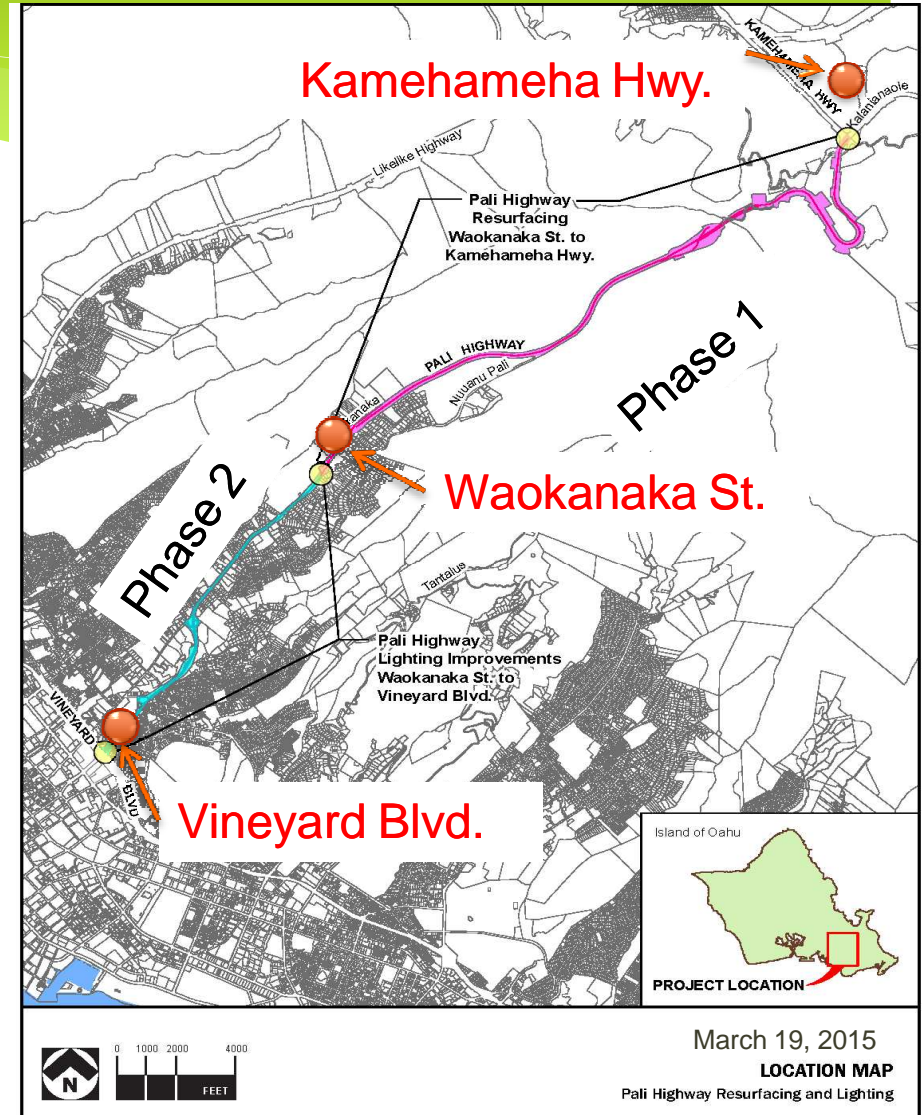 KAMEHAMEHA HWY
Kamehameha Hwy.
Kalanianaole
Likelike Highway
Pali Highway
Resurfacing
Waokanaka St. to
Kamehameha Hwy.
PALI HIGHWAY
Nuuanu Pali
Phase 1
anaka
Waokanaka St.
Phase 2
Tantalus
Pali Highway
Lighting Improvements
Waokanaka St. to
Vineyard Blvd.
VINEYARD
BLVD
Vineyard Blvd.
Island of Oahu
PROJECT LOCATION
N
0 1000 2000 4000
FEET
March 19, 2015
LOCATION MAP
Pali Highway Resurfacing and Lighting